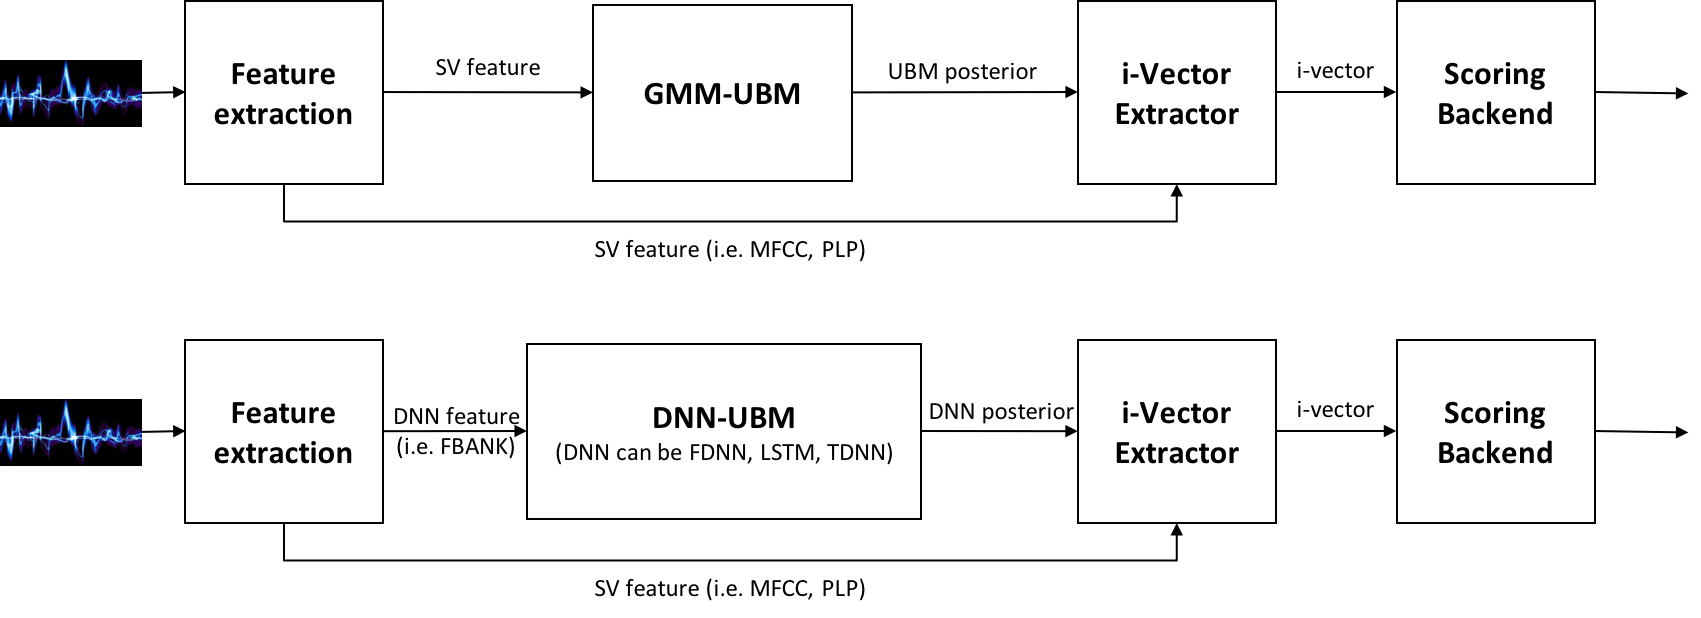 Feature
extraction
SV feature
GMM-UBM
UBM posterior
i-Vector
Extractor
i-vector
Scoring
Backend
SV feature (i.e. MFCC, PLP)
Feature
extraction
DNN feature
(i.e. FBANK)
DNN-UBM
(DNN can be FDNN, LSTM, TDNN)
DNN posterior
i-Vector
Extractor
i-vector
Scoring
Backend
SV feature (i.e. MFCC, PLP)